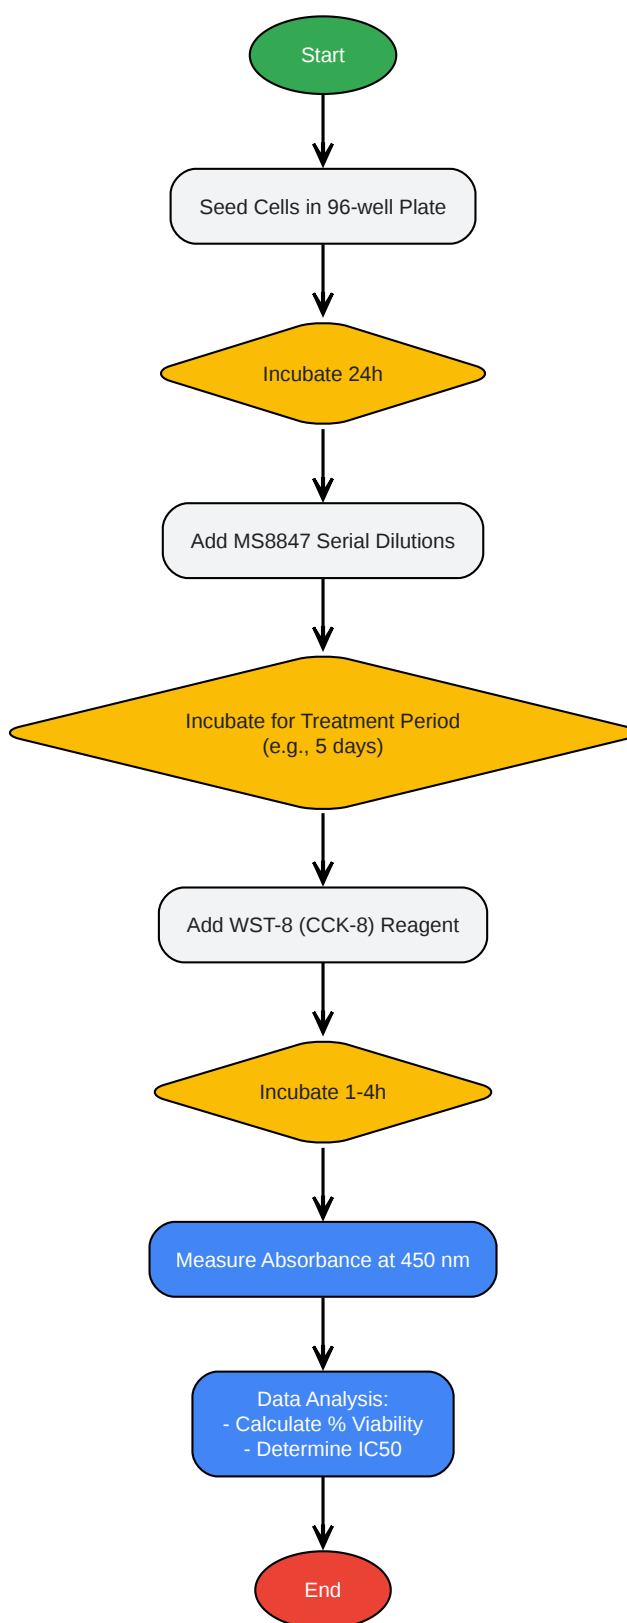 Start
Seed Cells in 96-well Plate
Incubate 24h
Add MS8847 Serial Dilutions
Incubate for Treatment Period
(e.g., 5 days)
Add WST-8 (CCK-8) Reagent
Incubate 1-4h
Measure Absorbance at 450 nm
Data Analysis:
- Calculate % Viability
- Determine IC50
End